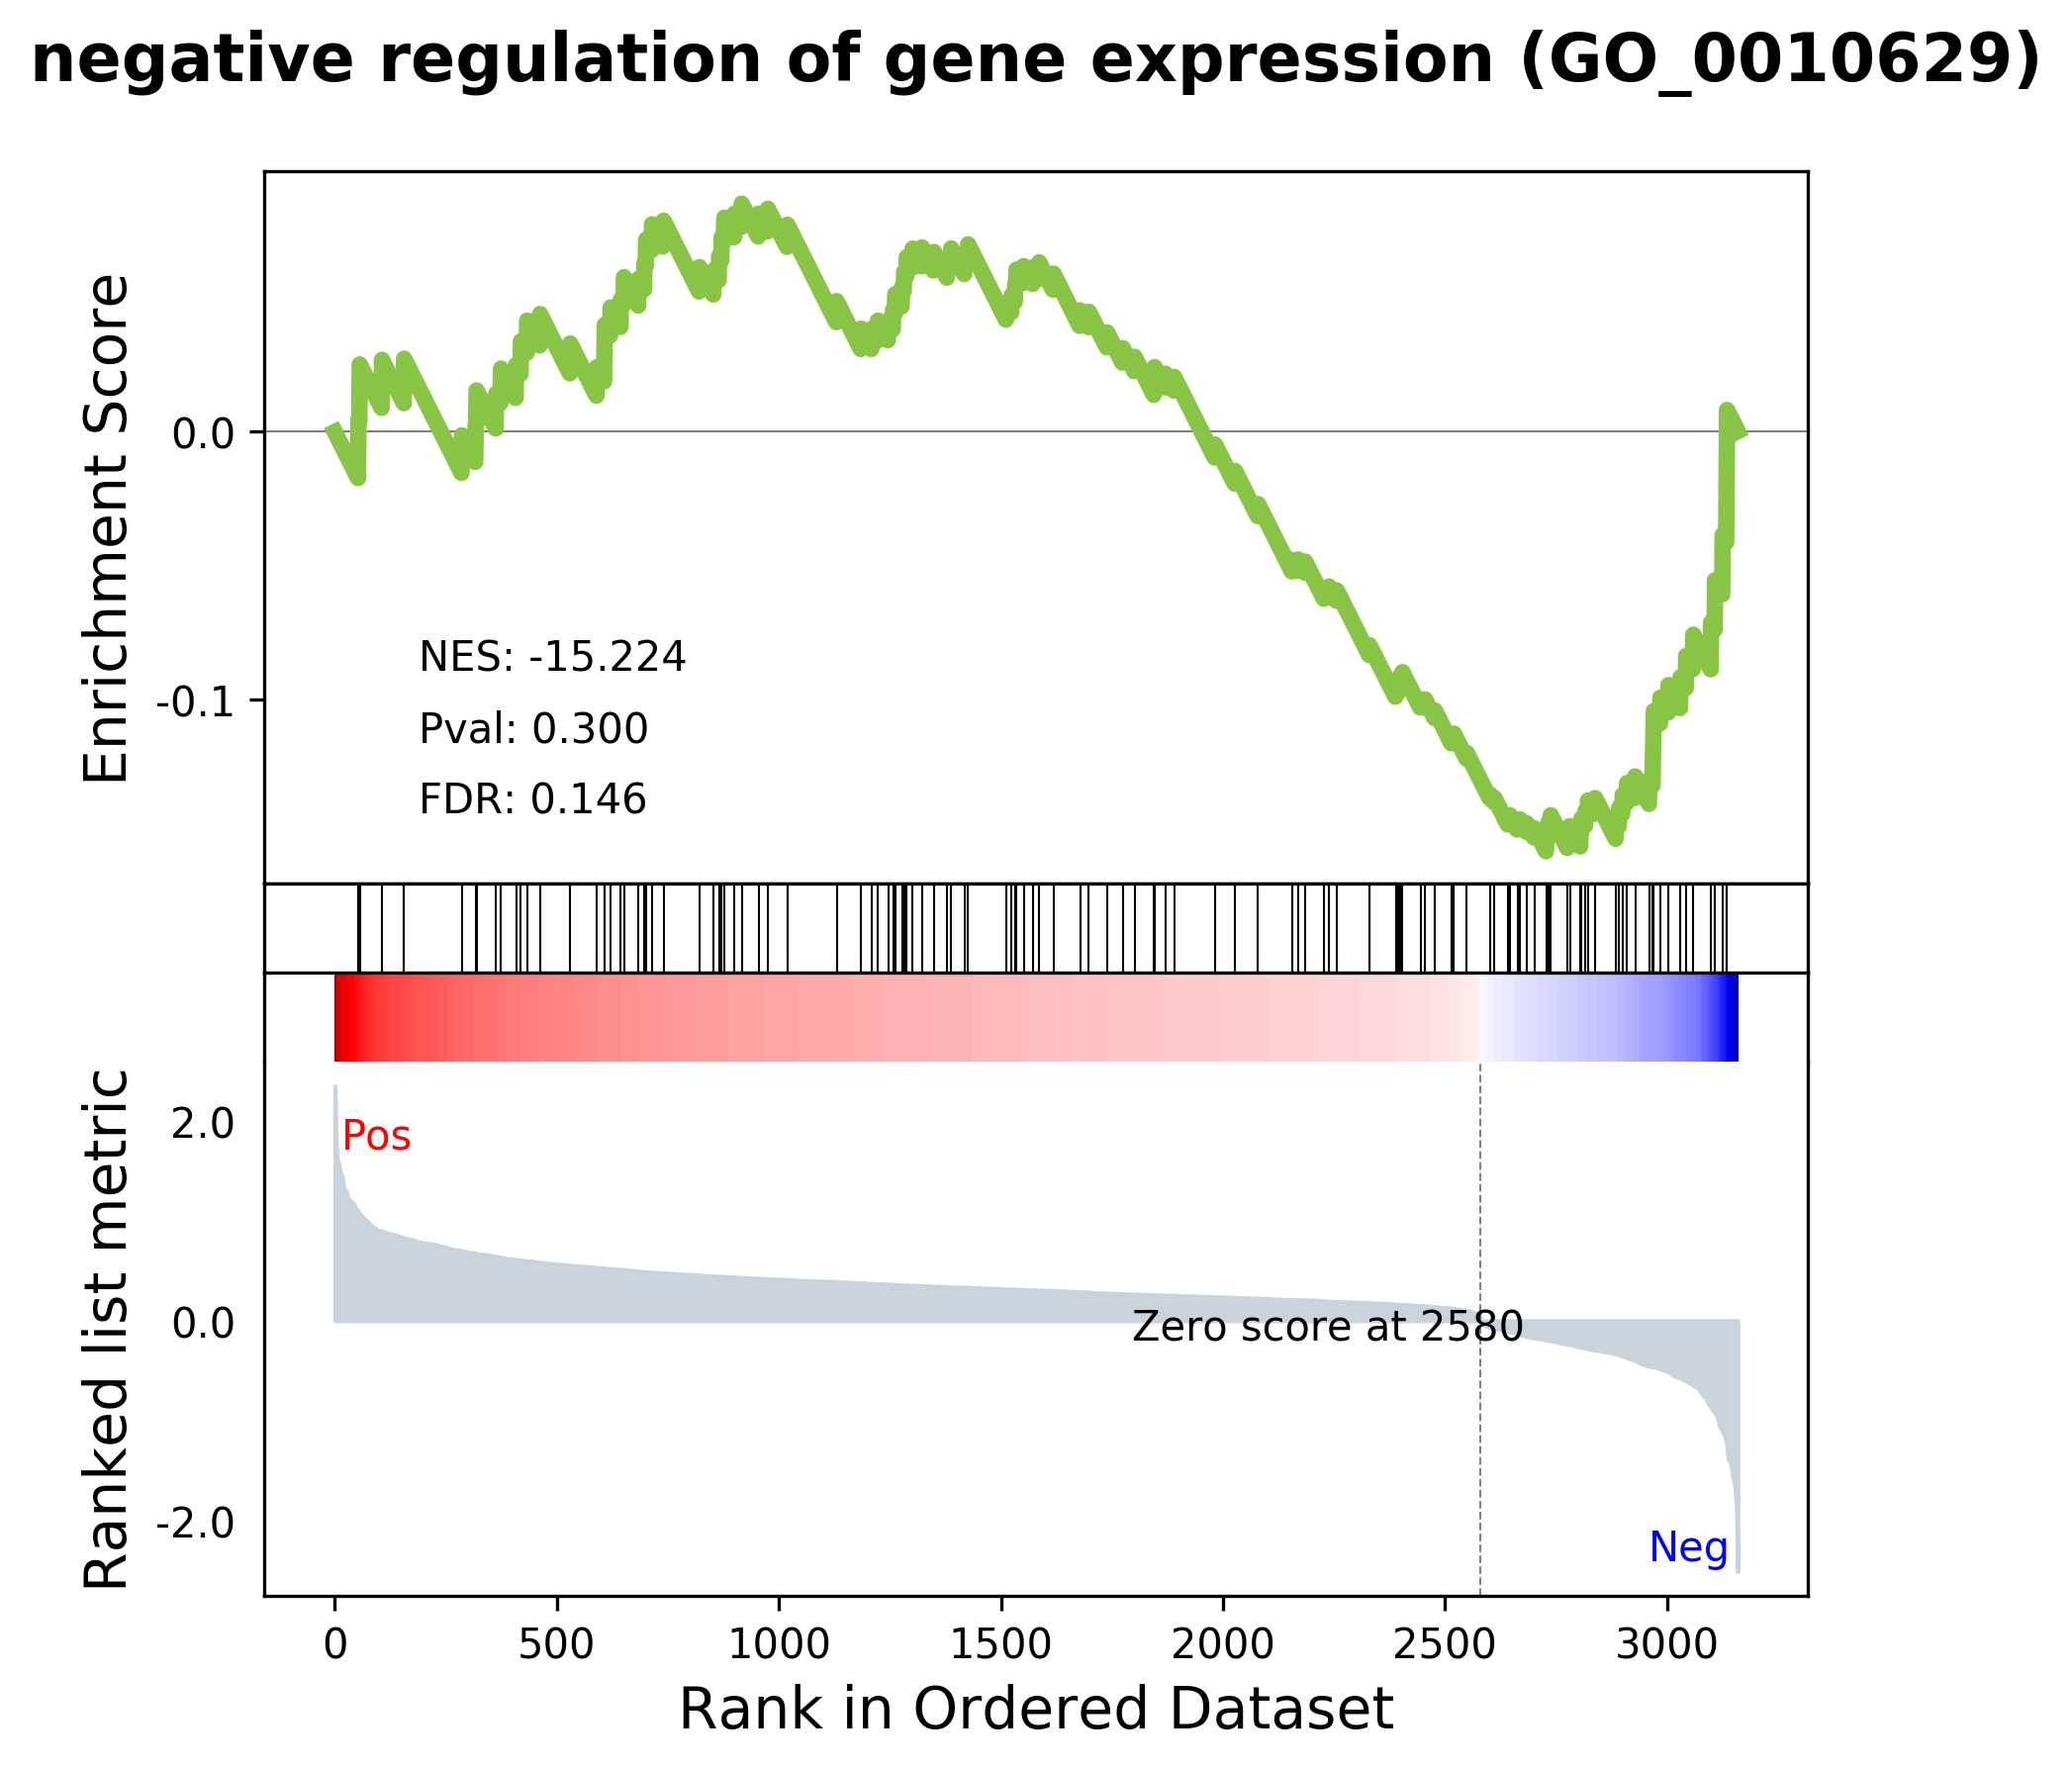 negative regulation of gene expression (GO_0010629)
Enrichment Score
0.0
-0.1
NES: -15.224
Pval: 0.300
FDR: 0.146
Ranked list metric
2.0
0.0
-2.0
Pos
Zero score at 2580
Neg
0 500 1000 1500 2000 2500 3000
Rank in Ordered Dataset